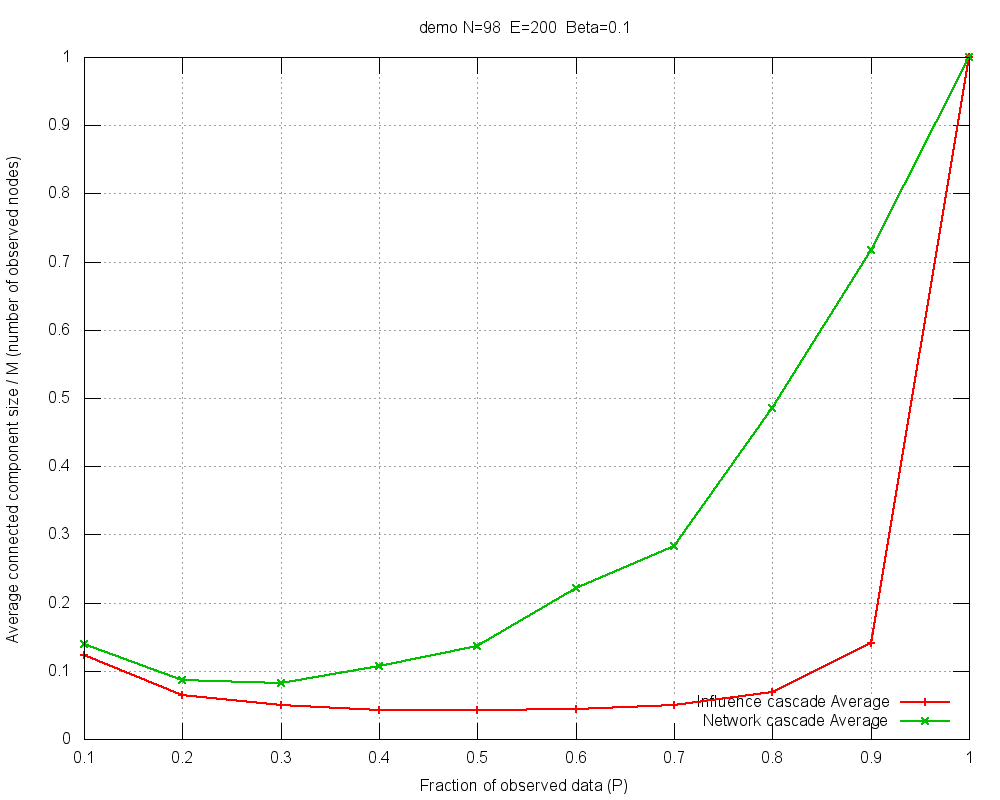 demo N=98 E=200 Beta=0.1
Average connected component size / M (number of observed nodes)
1
0.9
0.8
0.7
0.6
0.5
0.4
0.3
0.2
0.1
0
Influence cascade Average
Network cascade Average
0.1 0.2 0.3 0.4 0.5 0.6 0.7 0.8 0.9 1
Fraction of observed data (P)